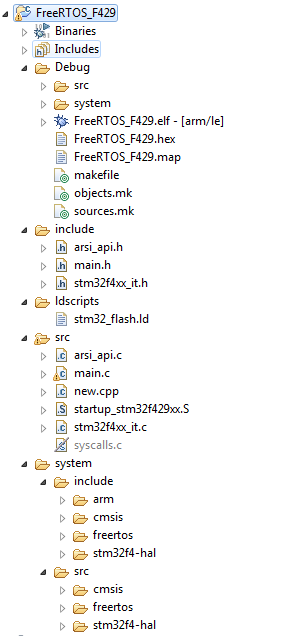 FreeRTOS_F429
Binaries
Includes
Debug
src
system
FreeRTOS_F429.elf - [arm/le]
FreeRTOS_F429.hex
FreeRTOS_F429.map
makefile
objects.mk
sources.mk
include
arsi_api.h
main.h
stm32f4xx_it.h
ldscripts
stm32_flash.ld
src
arsi_api.c
main.c
new.cpp
startup_stm32f429xx.S
stm32f4xx_it.c
syscalls.c
system
include
arm
cmsis
freertos
stm32f4-hal
src
cmsis
freertos
stm32f4-hal